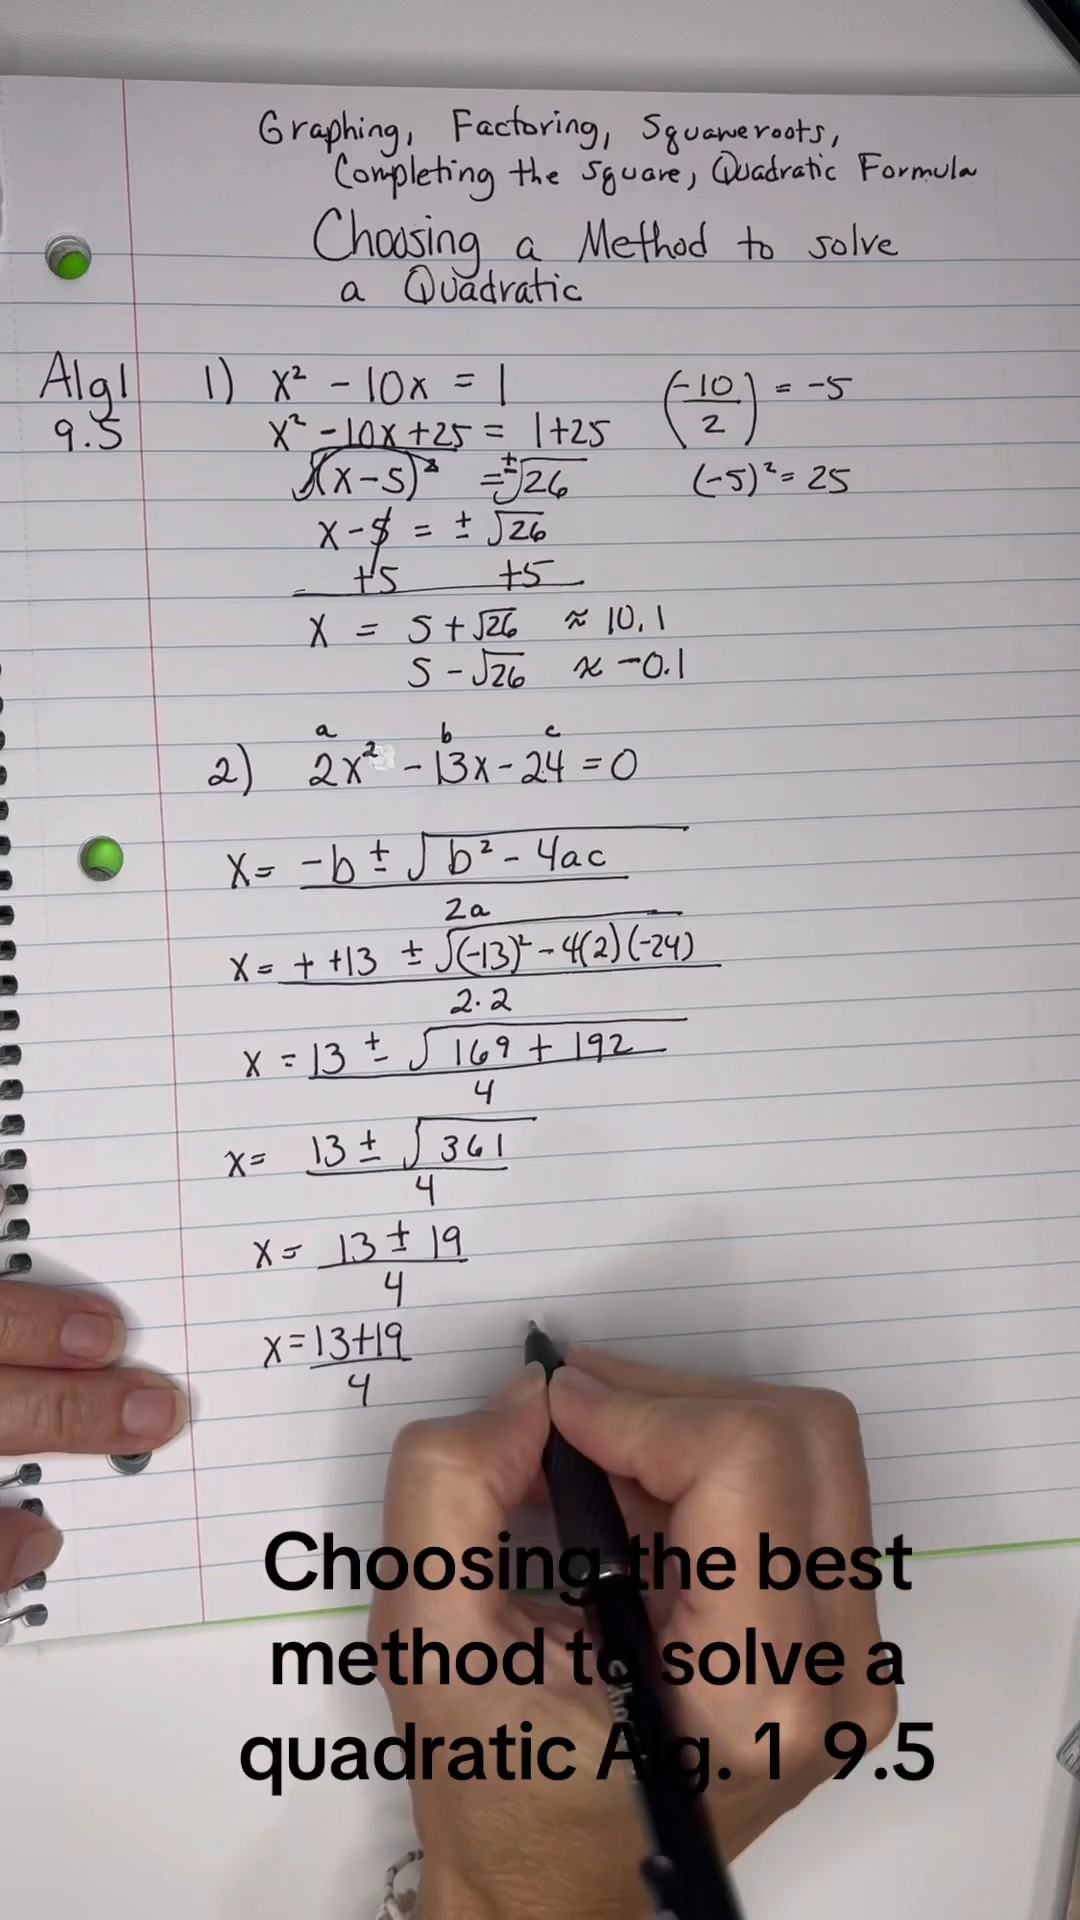 Graphing, Factoring, Squareroots,
Completing the square, Quadratic Formula
Choosing a Method to solve
a Quadratic
Alg 1
9.5
1) x² - 10x = 1
(-10/2) = -5
x² - 10x + 25 = 1+25
√(x-5)² = ±√26
(-5)² = 25
x - 5 = ±√26
+5 +5
x = 5 + √26 ≈ 10.1
5 - √26 ≈ -0.1
a b c
2) 2x² - 13x - 24 = 0
x = -b ± √b² - 4ac
2a
x = + +13 ± √(-13)² - 4(2)(-24)
2·2
x = 13 ± √169 + 192
4
x = 13 ± √361
4
x = 13 ± 19
4
x = 13+19
4
Choosing the best
method to solve a
quadratic Alg. 1 9.5